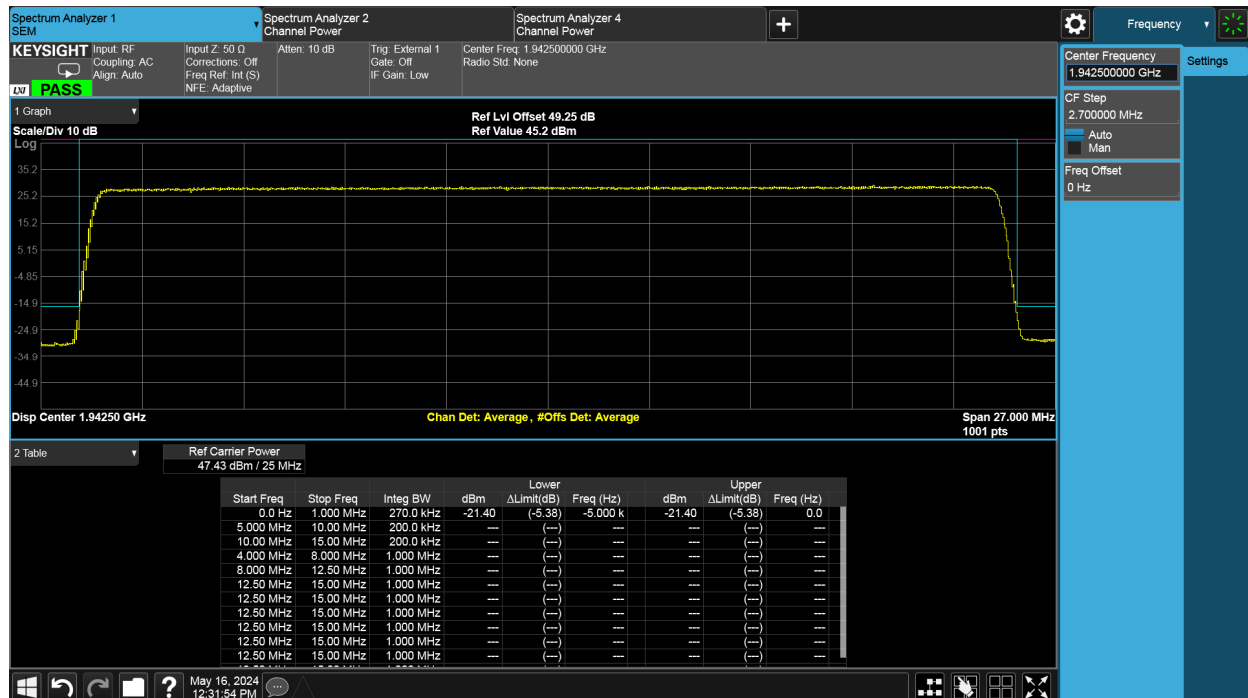 Spectrum Analyzer 1
SEM
Spectrum Analyzer 2
Channel Power
Spectrum Analyzer 4
Channel Power
Frequency
KEYSIGHT
LXI
PASS
Input: RF
Coupling: AC
Align: Auto
Input Z: 50 Ω
Corrections: Off
Freq Ref: Int (S)
NFE: Adaptive
Atten: 10 dB
Trig: External 1
Gate: Off
IF Gain: Low
Center Freq: 1.942500000 GHz
Radio Std: None
Center Frequency
1.942500000 GHz
Settings
CF Step
2.700000 MHz
Auto
Man
Freq Offset
0 Hz
1 Graph
Scale/Div 10 dB
Ref Lvl Offset 49.25 dB
Ref Value 45.2 dBm
Log
35.2
25.2
15.2
5.15
-4.85
-14.9
-24.9
-34.9
-44.9
Disp Center 1.94250 GHz
Chan Det: Average, #Offs Det: Average
Span 27.000 MHz
1001 pts
2 Table
Ref Carrier Power
47.43 dBm / 25 MHz
Lower Upper
Start Freq Stop Freq Integ BW dBm ΔLimit(dB) Freq (Hz) dBm ΔLimit(dB) Freq (Hz)
0.0 Hz 1.000 MHz 270.0 kHz -21.40 (-5.38) -5.000 k -21.40 (-5.38) 0.0
5.000 MHz 10.00 MHz 200.0 kHz --- (---) --- --- (---) ---
10.00 MHz 15.00 MHz 200.0 kHz --- (---) --- --- (---) ---
4.000 MHz 8.000 MHz 1.000 MHz --- (---) --- --- (---) ---
8.000 MHz 12.50 MHz 1.000 MHz --- (---) --- --- (---) ---
12.50 MHz 15.00 MHz 1.000 MHz --- (---) --- --- (---) ---
12.50 MHz 15.00 MHz 1.000 MHz --- (---) --- --- (---) ---
12.50 MHz 15.00 MHz 1.000 MHz --- (---) --- --- (---) ---
12.50 MHz 15.00 MHz 1.000 MHz --- (---) --- --- (---) ---
12.50 MHz 15.00 MHz 1.000 MHz --- (---) --- --- (---) ---
12.50 MHz 15.00 MHz 1.000 MHz --- (---) --- --- (---) ---
May 16, 2024
12:31:54 PM